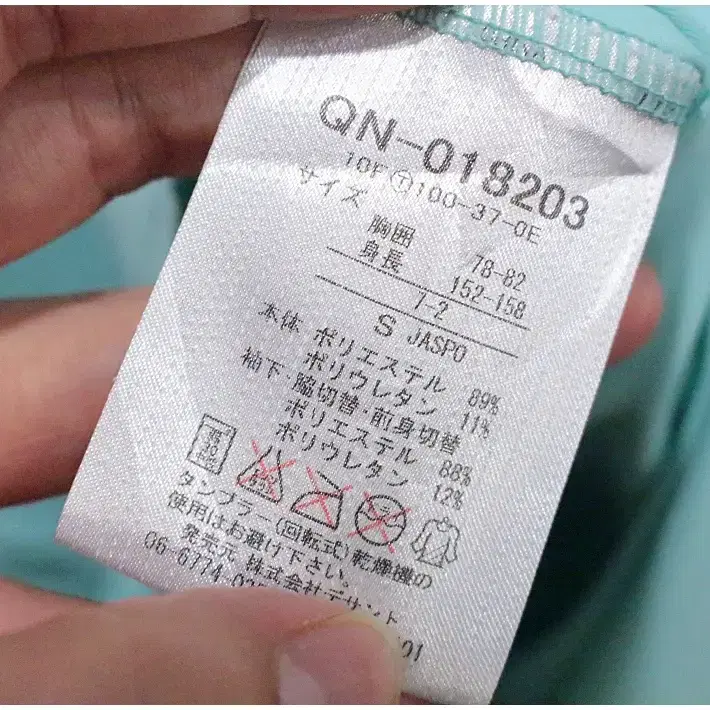 QN-018203
10F Ⓣ100-37-0E
サイズ
胸囲 78-82
身長 152-158
7-2
S JASPO
本体 ポリエステル 89%
ポリウレタン 11%
袖下・脇切替・前身切替
ポリエステル 88%
ポリウレタン 12%
タンブラー(回転式)乾燥機の
使用はお避け下さい。
発売元 株式会社デサント
06-6774-03
01